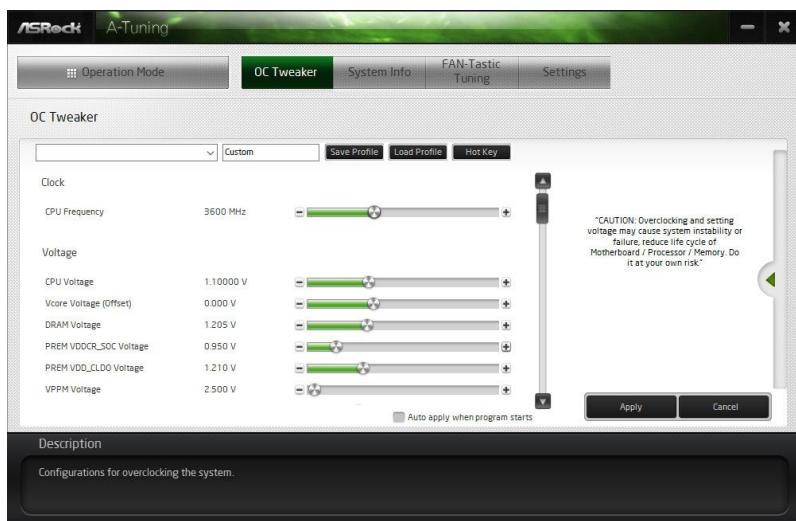 ASRock A-Tuning
Operation Mode
OC Tweaker
System Info
FAN-Tastic
Tuning
Settings
OC Tweaker
Custom
Save Profile
Load Profile
Hot Key
Clock
CPU Frequency 3600 MHz
Voltage
CPU Voltage 1.10000 V
Vcore Voltage (Offset) 0.000 V
DRAM Voltage 1.205 V
PREM VDDCR_SOC Voltage 0.950 V
PREM VDD_CLDO Voltage 1.210 V
VPPM Voltage 2.500 V
Auto apply when program starts
"CAUTION: Overclocking and setting
voltage may cause system instability or
failure, reduce life cycle of
Motherboard / Processor / Memory. Do
it at your own risk."
Apply
Cancel
Description
Configurations for overclocking the system.